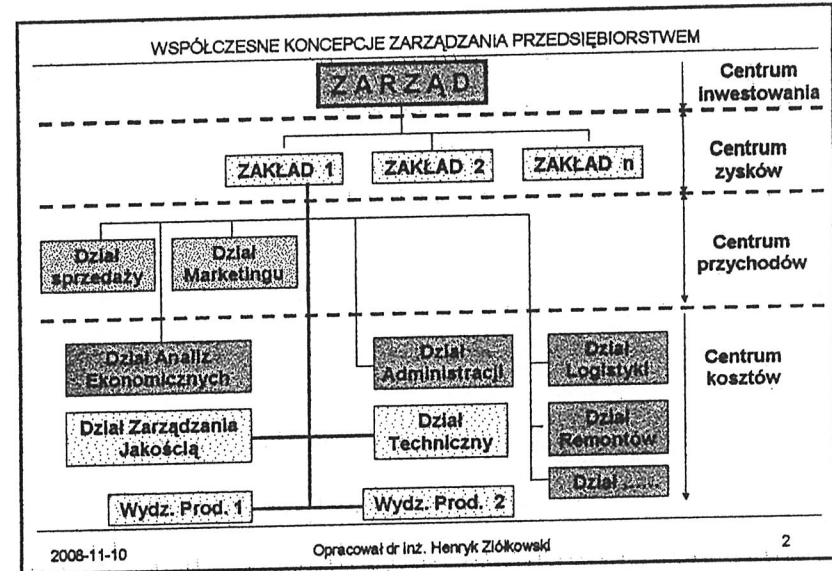 WSPÓŁCZESNE KONCEPCJE ZARZĄDZANIA PRZEDSIĘBIORSTWEM
ZARZĄD
Centrum
inwestowania
ZAKŁAD 1
ZAKŁAD 2
ZAKŁAD n
Centrum
zysków
Dział
sprzedaży
Dział
Marketingu
Centrum
przychodów
Dział Analiz
Ekonomicznych
Dział
Administracji
Dział
Logistyki
Centrum
kosztów
Dział Zarządzania
Jakością
Dział
Techniczny
Dział
Remontów
Dział ......
Wydz. Prod. 1
Wydz. Prod. 2
2008-11-10
Opracował dr inż. Henryk Ziółkowski
2